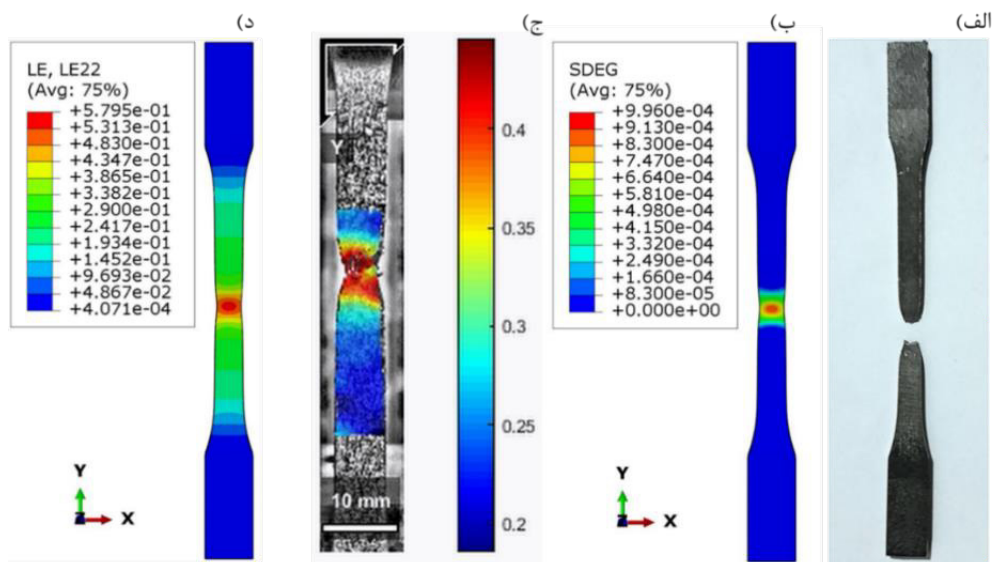 الف)
ب)
SDEG
(Avg: 75%)
+9.960e-04
+9.130e-04
+8.300e-04
+7.470e-04
+6.640e-04
+5.810e-04
+4.980e-04
+4.150e-04
+3.320e-04
+2.490e-04
+1.660e-04
+8.300e-05
+0.000e+00
Y
X
ج)
Y
10 mm
0.4
0.35
0.3
0.25
0.2
د)
LE, LE22
(Avg: 75%)
+5.795e-01
+5.313e-01
+4.830e-01
+4.347e-01
+3.865e-01
+3.382e-01
+2.900e-01
+2.417e-01
+1.934e-01
+1.452e-01
+9.693e-02
+4.867e-02
+4.071e-04
Y
X